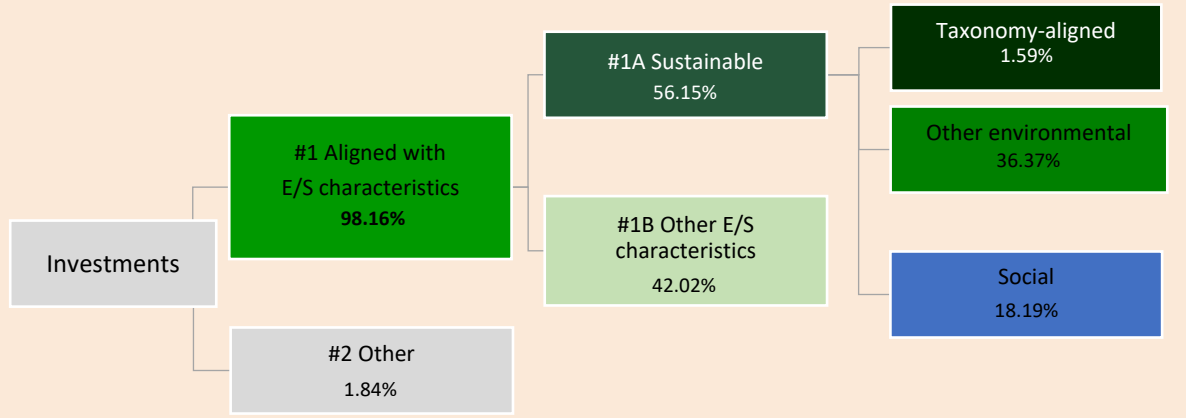 Investments
#1 Aligned with
E/S characteristics
98.16%
#2 Other
1.84%
#1A Sustainable
56.15%
#1B Other E/S
characteristics
42.02%
Taxonomy-aligned
1.59%
Other environmental
36.37%
Social
18.19%